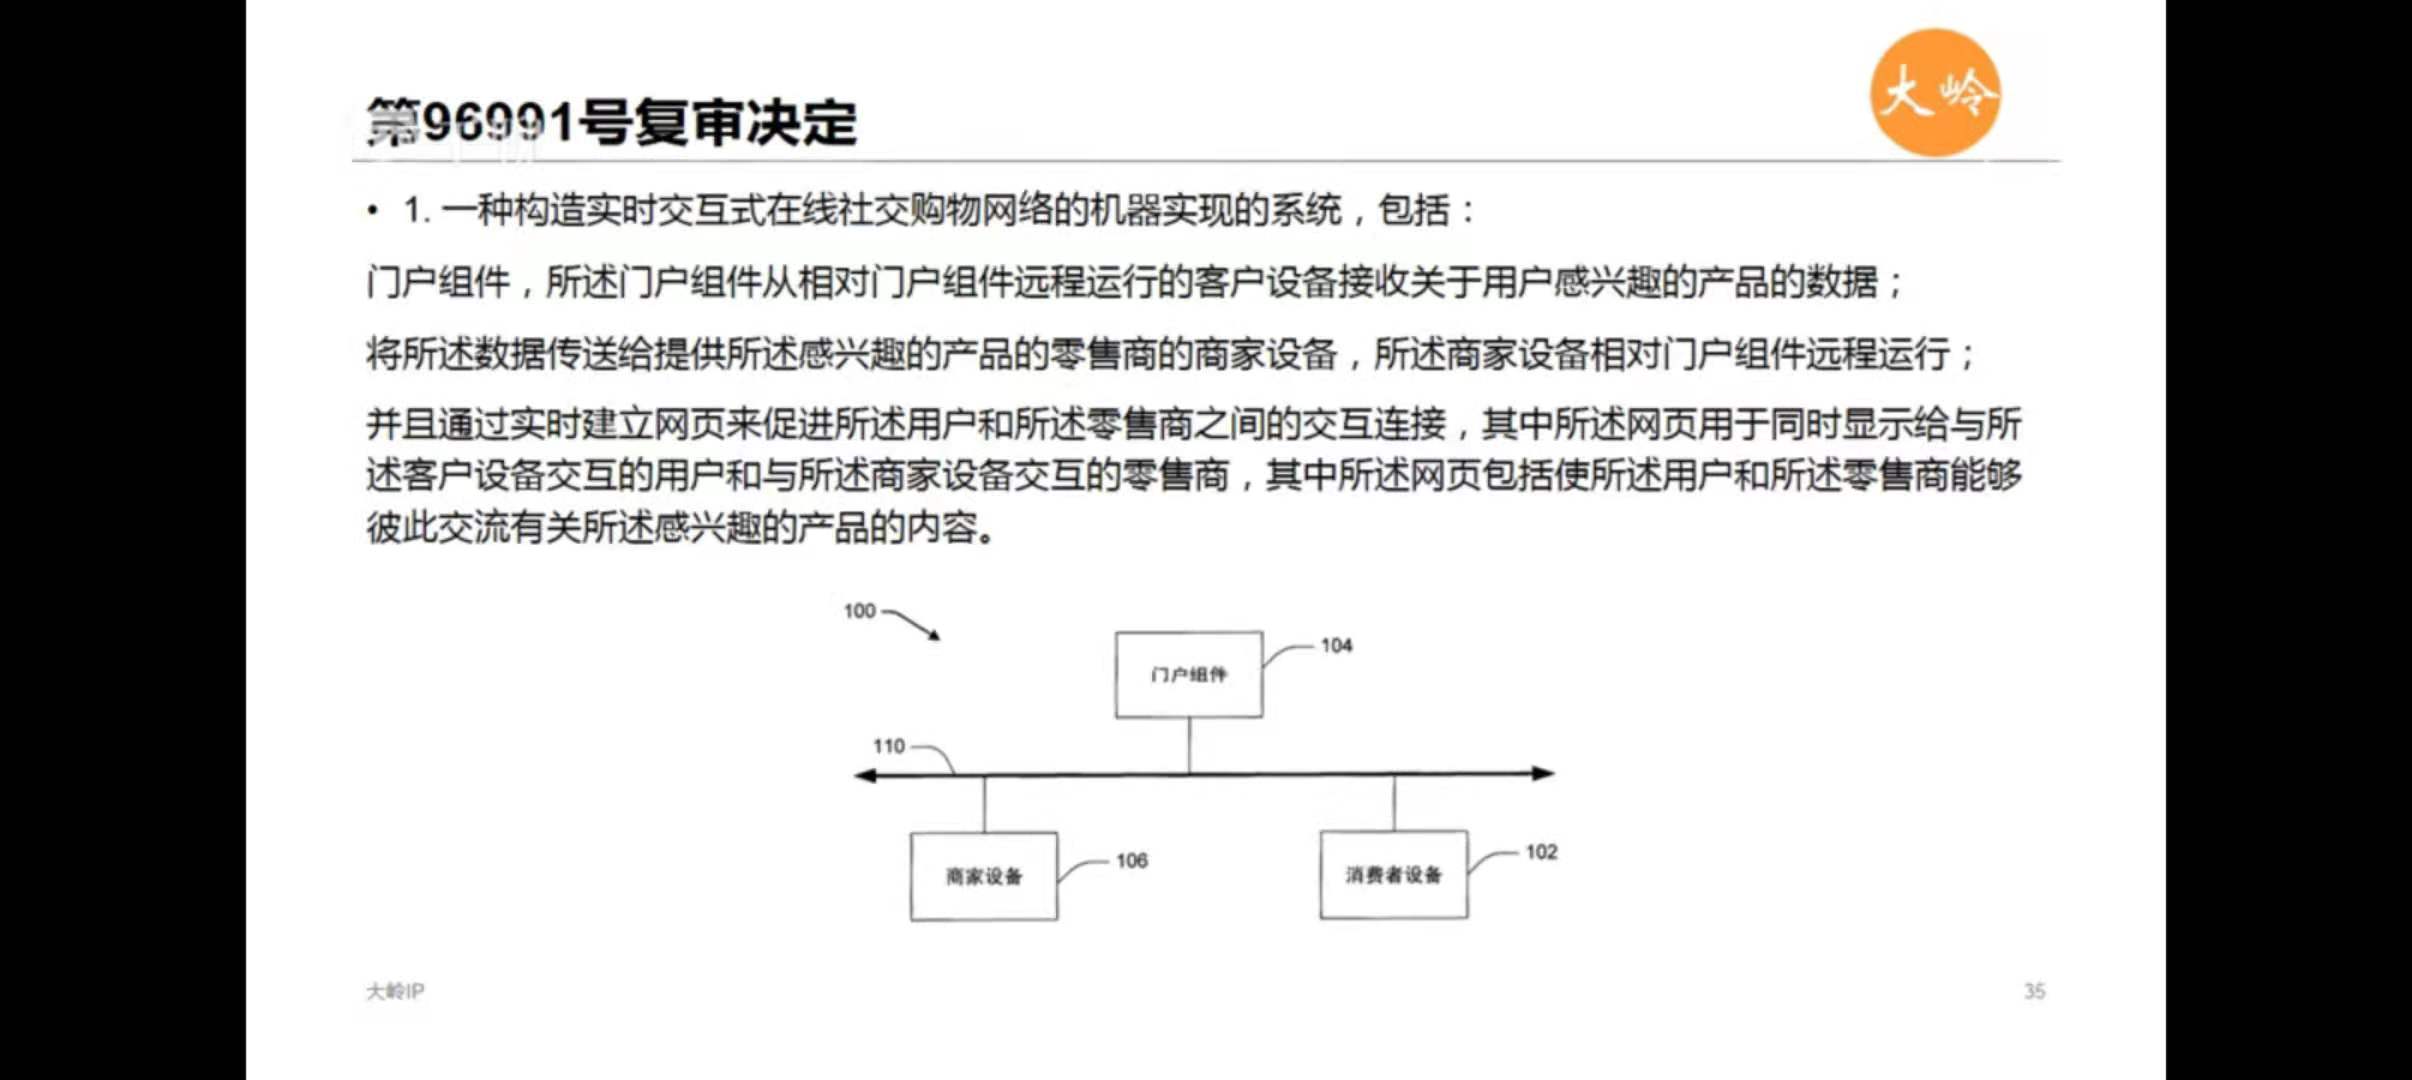 大岭
第96091号复审决定
• 1. 一种构造实时交互式在线社交购物网络的机器实现的系统，包括：
门户组件，所述门户组件从相对门户组件远程运行的客户设备接收关于用户感兴趣的产品的数据；
将所述数据传送给提供所述感兴趣的产品的零售商的商家设备，所述商家设备相对门户组件远程运行；
并且通过实时建立网页来促进所述用户和所述零售商之间的交互连接，其中所述网页用于同时显示给与所
述客户设备交互的用户和与所述商家设备交互的零售商，其中所述网页包括使所述用户和所述零售商能够
彼此交流有关所述感兴趣的产品的内容。
100
门户组件
104
110
商家设备
106
消费者设备
102
大岭IP
35